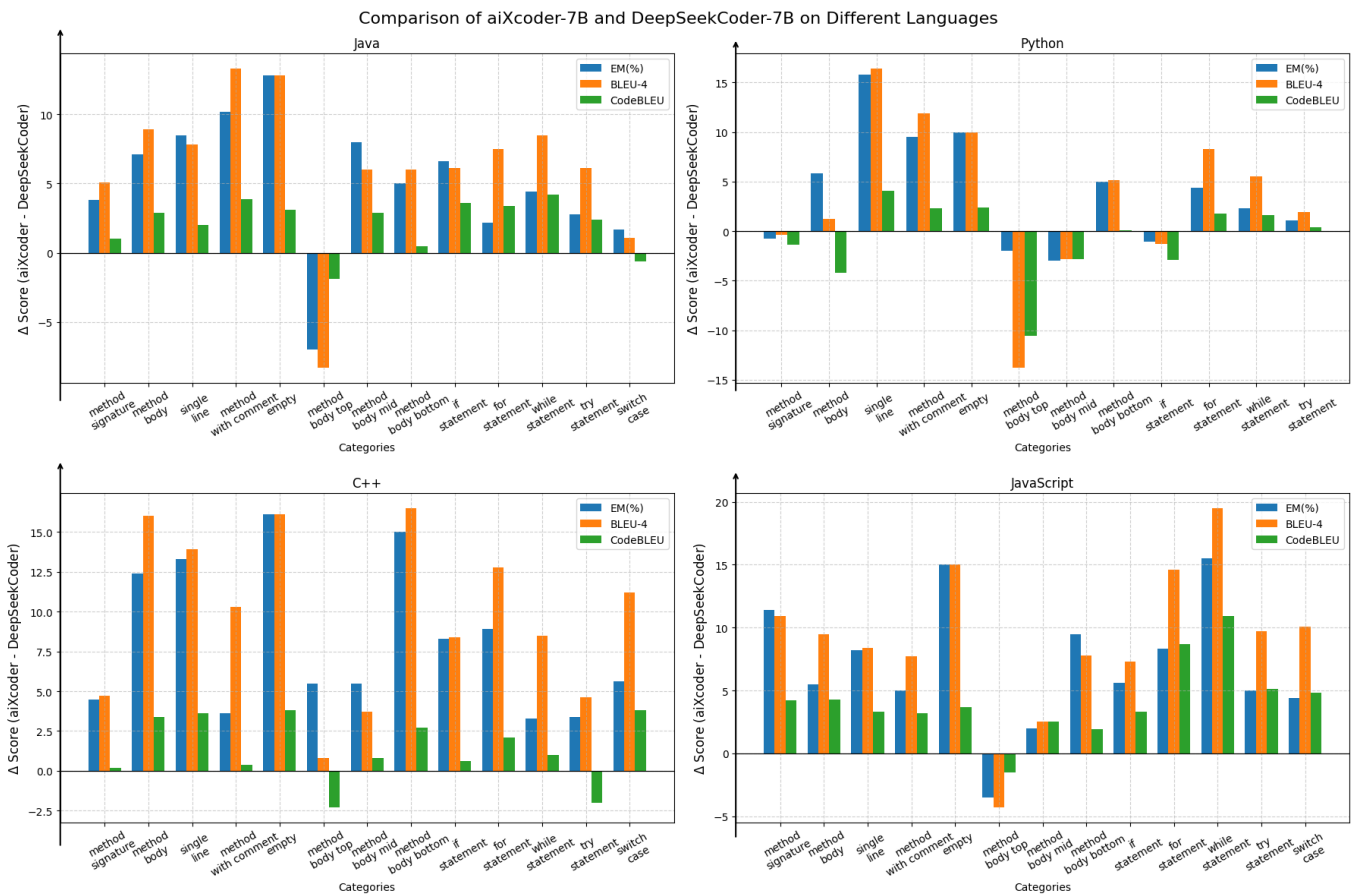 Comparison of aiXcoder-7B and DeepSeekCoder-7B on Different Languages
Java
EM(%)
BLEU-4
CodeBLEU
Δ Score (aiXcoder - DeepSeekCoder)
10
5
0
−5
method
signature
method
body
single
line
method
with comment
empty
method
body top
method
body mid
method
body bottom
if
statement
for
statement
while
statement
try
statement
switch
case
Categories
Python
EM(%)
BLEU-4
CodeBLEU
Δ Score (aiXcoder - DeepSeekCoder)
15
10
5
0
−5
−10
−15
method
signature
method
body
single
line
method
with comment
empty
method
body top
method
body mid
method
body bottom
if
statement
for
statement
while
statement
try
statement
Categories
C++
EM(%)
BLEU-4
CodeBLEU
Δ Score (aiXcoder - DeepSeekCoder)
15.0
12.5
10.0
7.5
5.0
2.5
0.0
−2.5
method
signature
method
body
single
line
method
with comment
empty
method
body top
method
body mid
method
body bottom
if
statement
for
statement
while
statement
try
statement
switch
case
Categories
JavaScript
EM(%)
BLEU-4
CodeBLEU
Δ Score (aiXcoder - DeepSeekCoder)
20
15
10
5
0
−5
method
signature
method
body
single
line
method
with comment
empty
method
body top
method
body mid
method
body bottom
if
statement
for
statement
while
statement
try
statement
switch
case
Categories